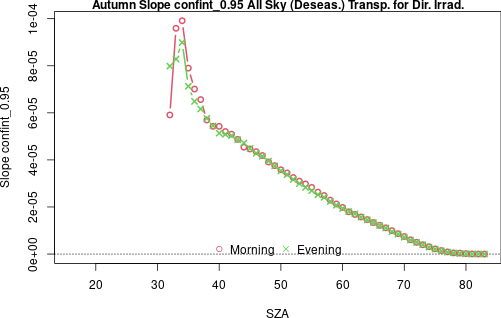 Autumn Slope confint_0.95 All Sky (Deseas.) Transp. for Dir. Irrad.
Slope confint_0.95
1e-04
8e-05
6e-05
4e-05
2e-05
0e+00
Morning Evening
20 30 40 50 60 70 80
SZA